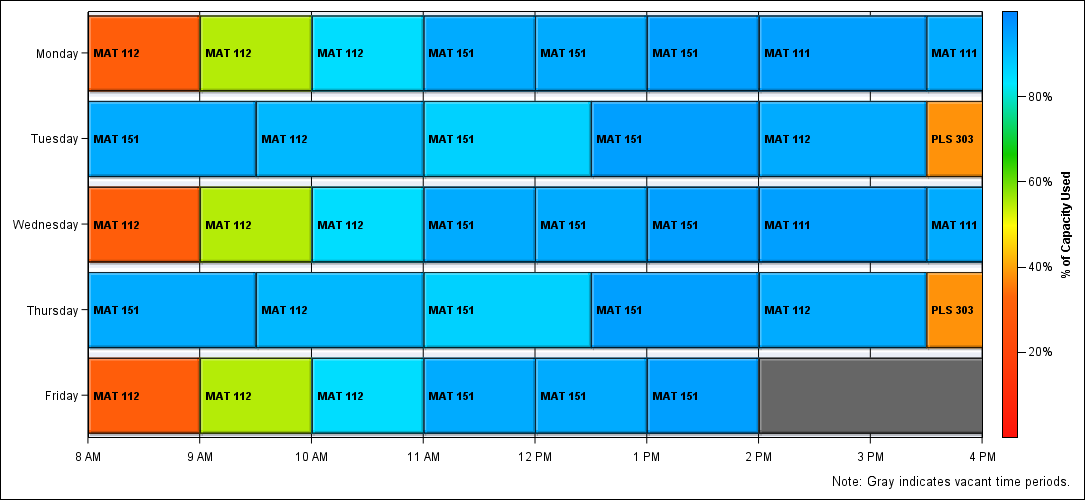 Monday
MAT 112
MAT 112
MAT 112
MAT 151
MAT 151
MAT 151
MAT 111
MAT 111
Tuesday
MAT 151
MAT 112
MAT 151
MAT 151
MAT 112
PLS 303
Wednesday
MAT 112
MAT 112
MAT 112
MAT 151
MAT 151
MAT 151
MAT 111
MAT 111
Thursday
MAT 151
MAT 112
MAT 151
MAT 151
MAT 112
PLS 303
Friday
MAT 112
MAT 112
MAT 112
MAT 151
MAT 151
MAT 151
8 AM
9 AM
10 AM
11 AM
12 PM
1 PM
2 PM
3 PM
4 PM
80%
60%
40%
20%
% of Capacity Used
Note: Gray indicates vacant time periods.